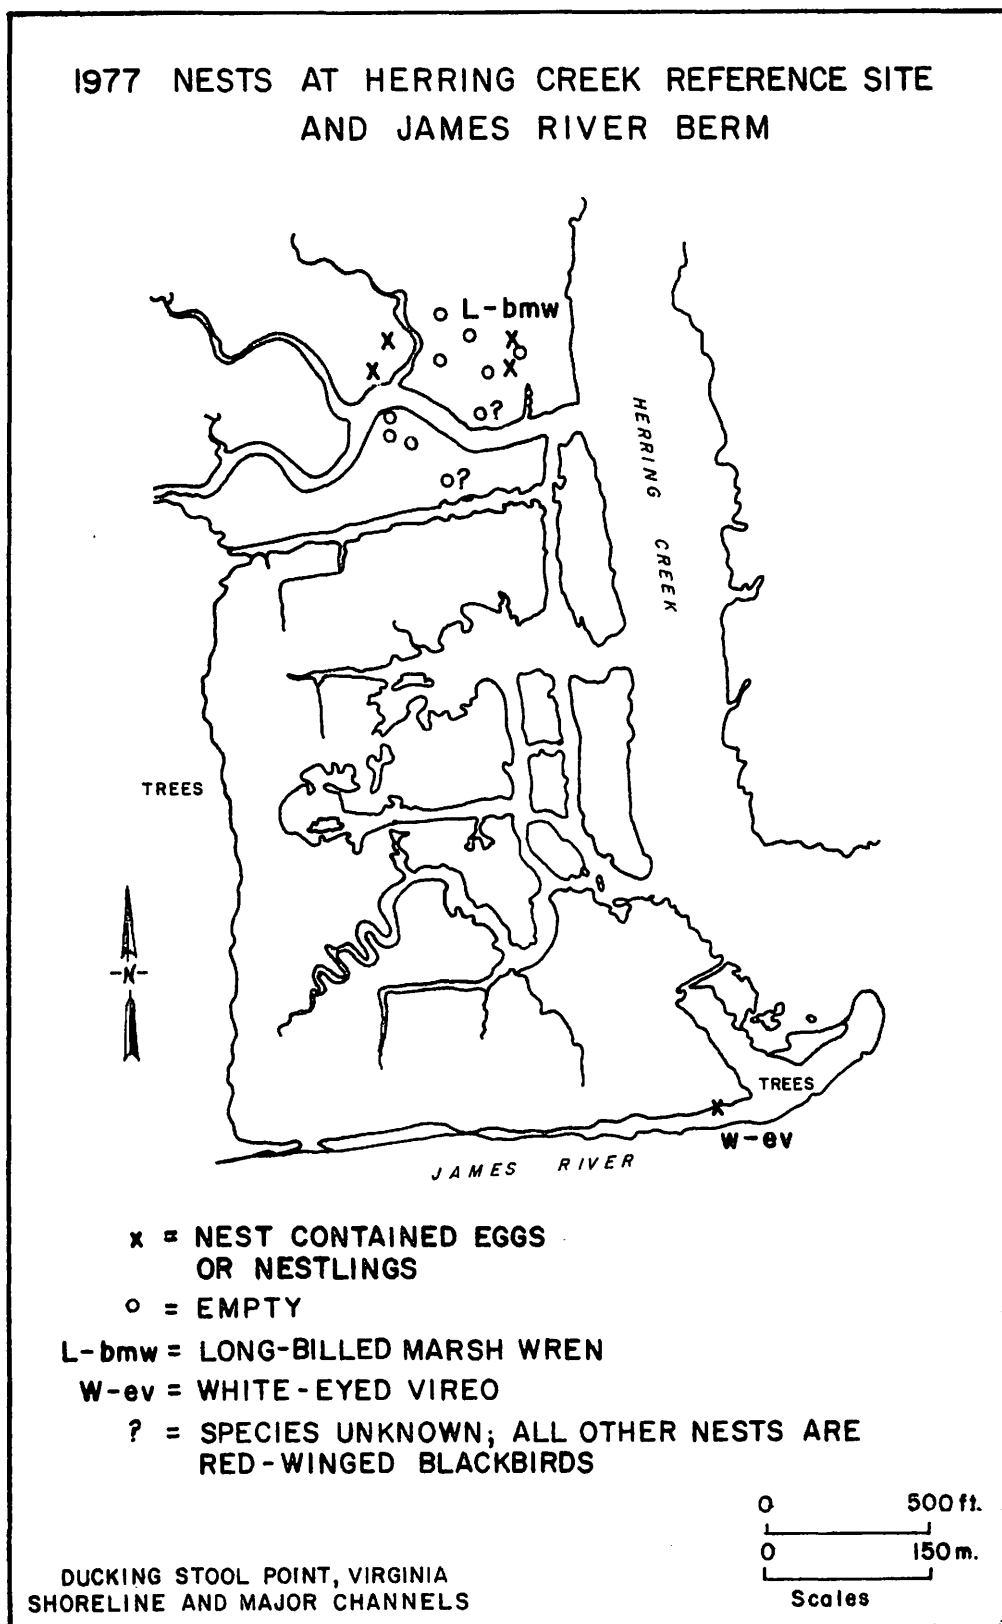 1977 NESTS AT HERRING CREEK REFERENCE SITE
AND JAMES RIVER BERM
L-bmw
X
X
X
X
?
?
HERRING CREEK
TREES
-N-
TREES
X
W-ev
JAMES RIVER
x = NEST CONTAINED EGGS
OR NESTLINGS
o = EMPTY
L-bmw = LONG-BILLED MARSH WREN
W-ev = WHITE-EYED VIREO
? = SPECIES UNKNOWN; ALL OTHER NESTS ARE
RED-WINGED BLACKBIRDS
0 500 ft.
0 150 m.
Scales
DUCKING STOOL POINT, VIRGINIA
SHORELINE AND MAJOR CHANNELS